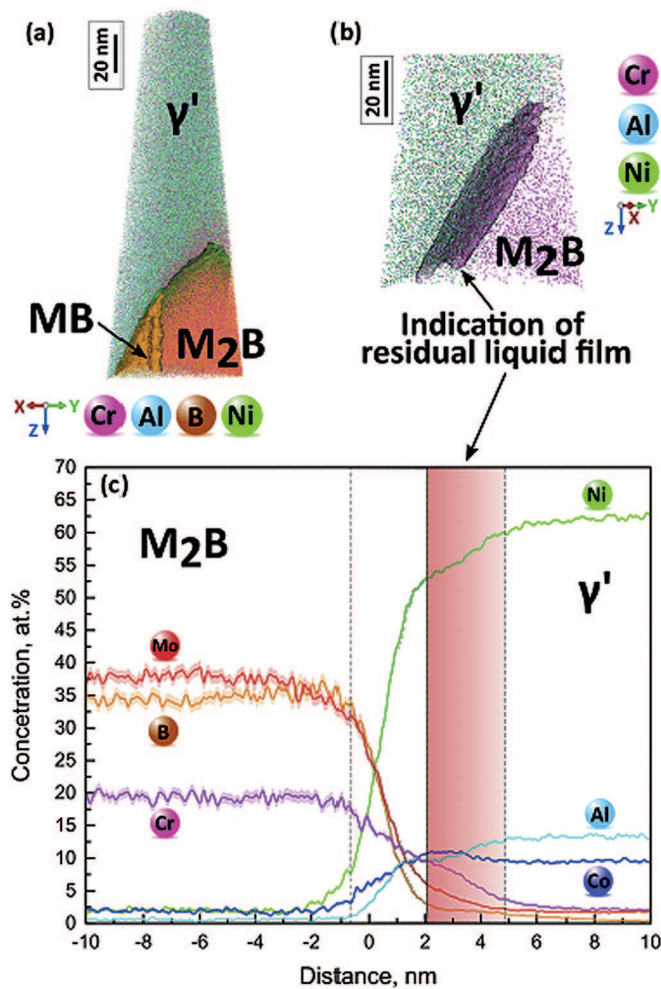 (a)
20 nm
γ'
MB
M2B
X
Y
Z
Cr
Al
B
Ni
(b)
20 nm
γ'
M2B
Cr
Al
Ni
X
Y
Z
Indication of
residual liquid film
(c)
M2B
γ'
Ni
Mo
B
Cr
Al
Co
Concetration, at.%
70
65
60
55
50
45
40
35
30
25
20
15
10
5
0
-10 -8 -6 -4 -2 0 2 4 6 8 10
Distance, nm